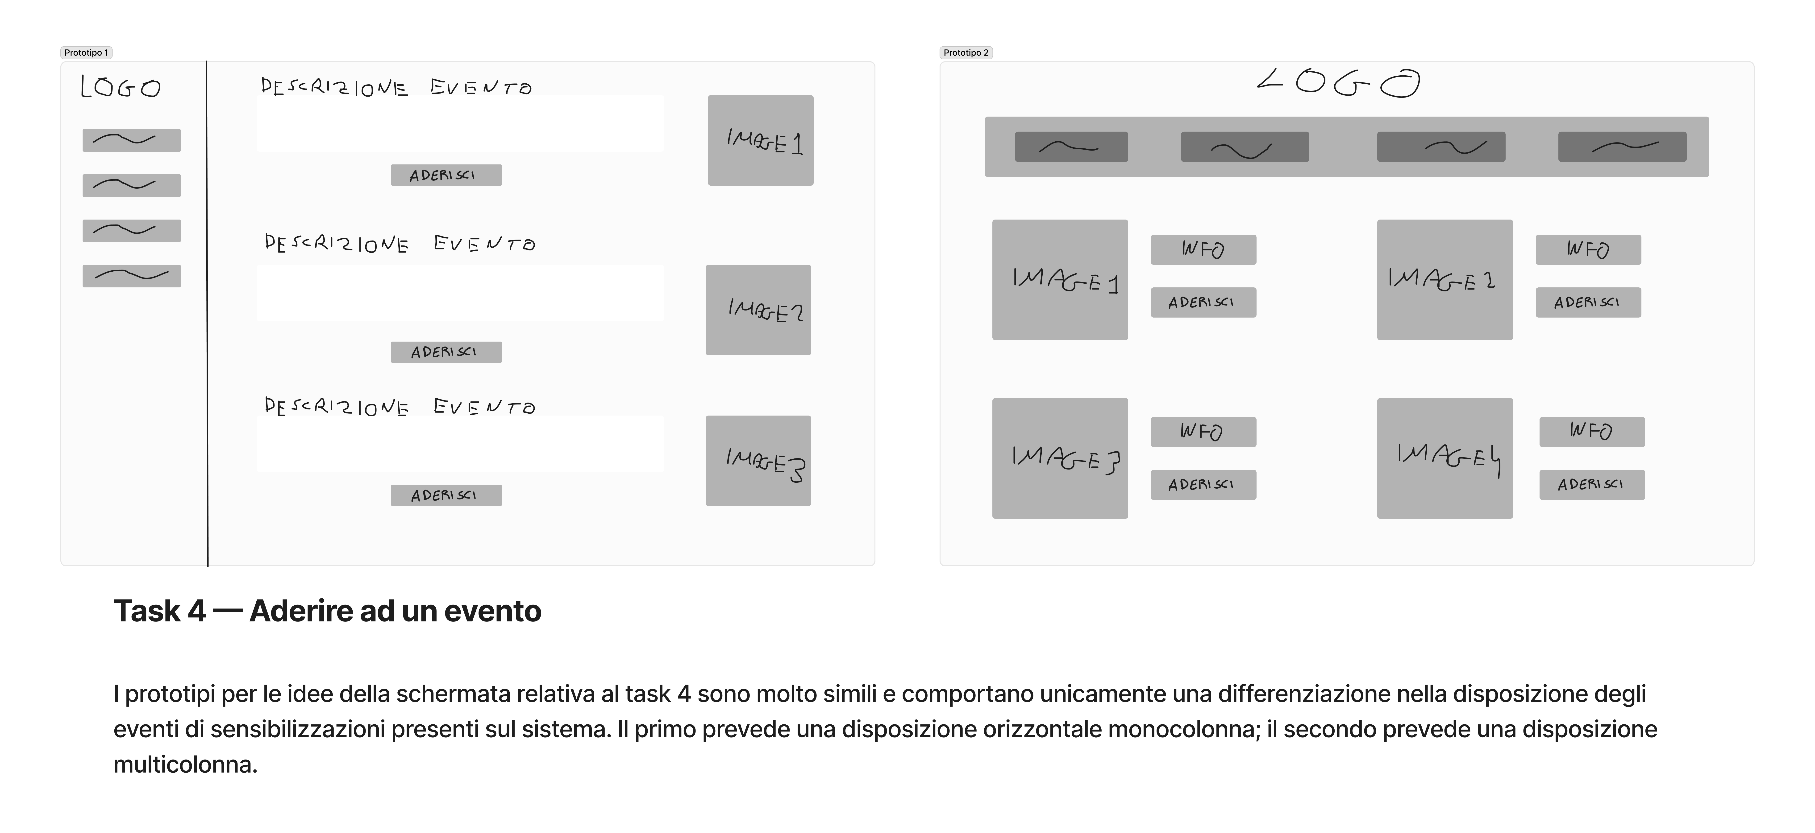 Prototipo 1
LOGO
DESCRIZIONE EVENTO
IMAGE1
ADERISCI
DESCRIZIONE EVENTO
IMAGE2
ADERISCI
DESCRIZIONE EVENTO
IMAGE3
ADERISCI
Prototipo 2
LOGO
IMAGE1
INFO
ADERISCI
IMAGE2
INFO
ADERISCI
IMAGE3
INFO
ADERISCI
IMAGE4
INFO
ADERISCI
Task 4 — Aderire ad un evento
I prototipi per le idee della schermata relativa al task 4 sono molto simili e comportano unicamente una differenziazione nella disposizione degli
eventi di sensibilizzazioni presenti sul sistema. Il primo prevede una disposizione orizzontale monocolonna; il secondo prevede una disposizione
multicolonna.